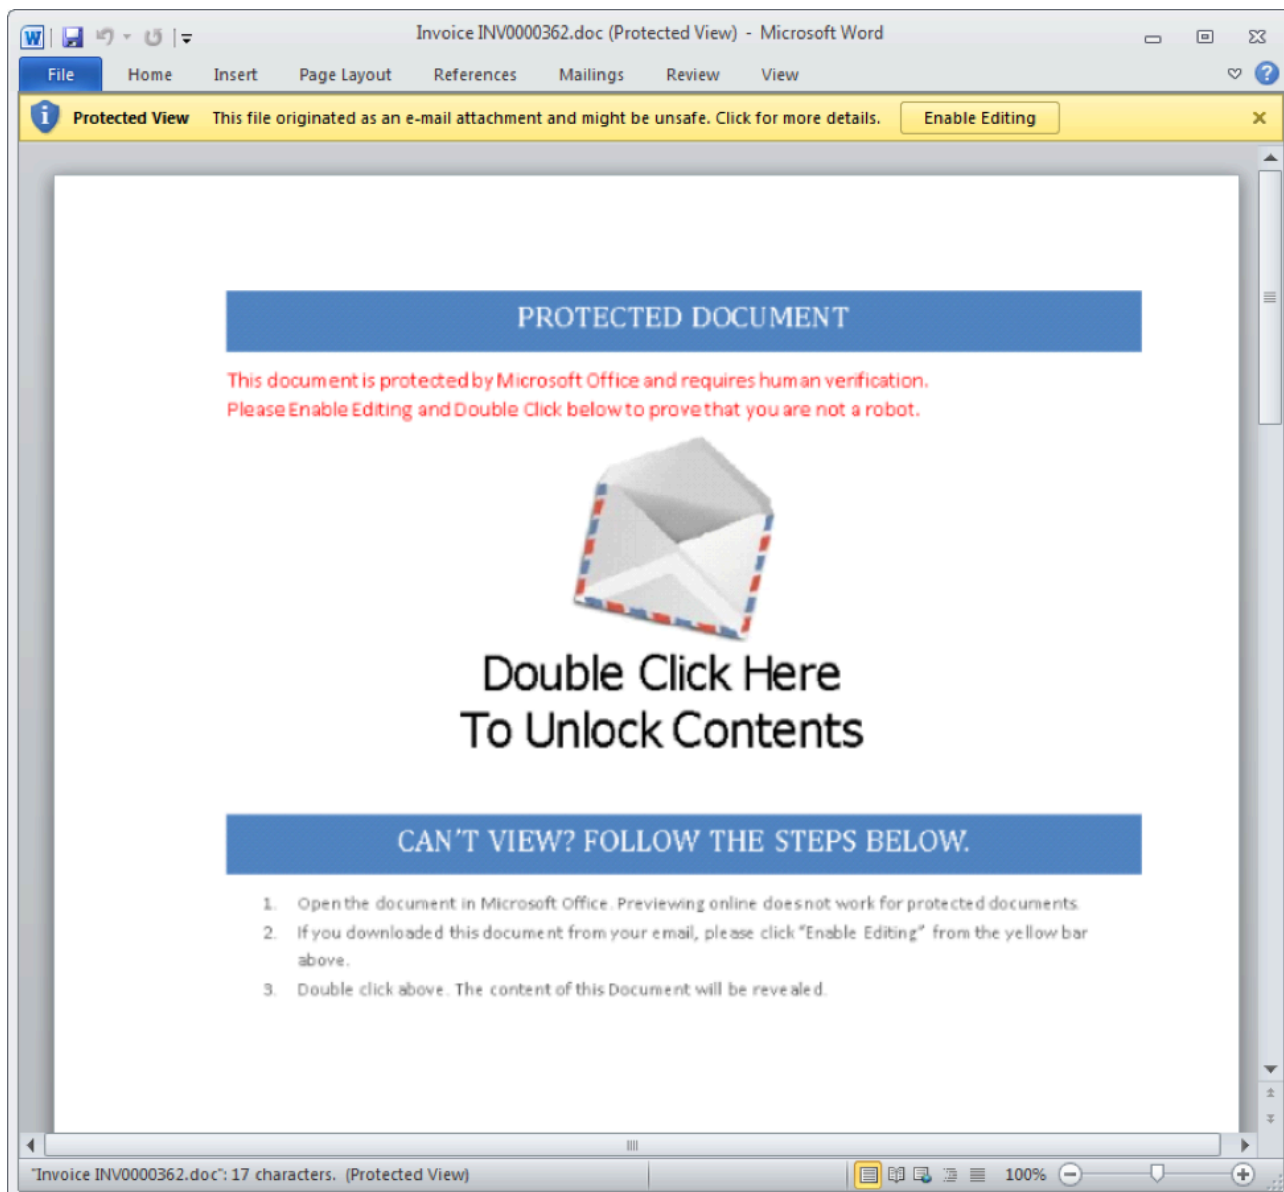 Invoice INV0000362.doc (Protected View) - Microsoft Word
File Home Insert Page Layout References Mailings Review View
Protected View This file originated as an e-mail attachment and might be unsafe. Click for more details. Enable Editing
PROTECTED DOCUMENT
This document is protected by Microsoft Office and requires human verification.
Please Enable Editing and Double Click below to prove that you are not a robot.
Double Click Here
To Unlock Contents
CAN'T VIEW? FOLLOW THE STEPS BELOW.
1. Open the document in Microsoft Office. Previewing online does not work for protected documents.
2. If you downloaded this document from your email, please click "Enable Editing" from the yellow bar
above.
3. Double click above. The content of this Document will be revealed.
"Invoice INV0000362.doc": 17 characters. (Protected View) 100%